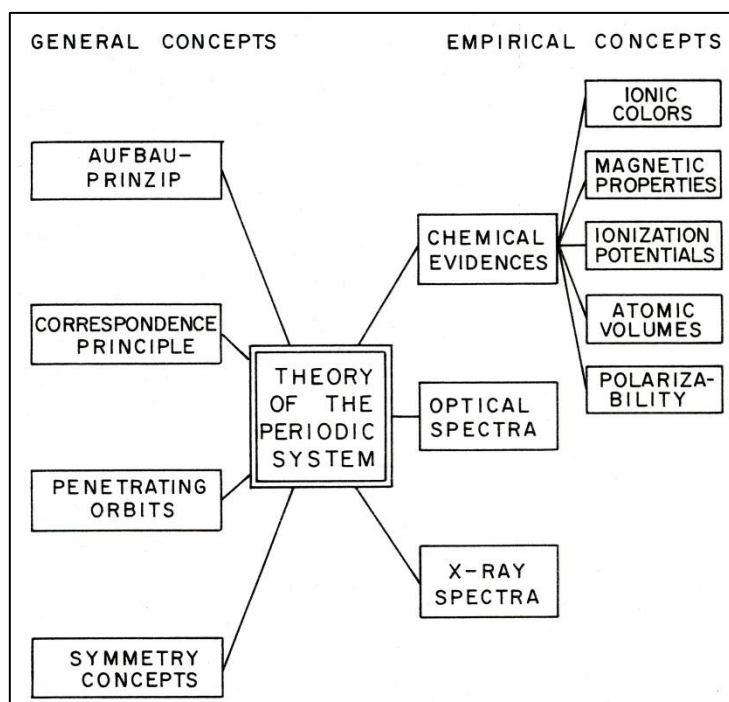 GENERAL CONCEPTS
EMPIRICAL CONCEPTS
AUFBAU–
PRINZIP
CORRESPONDENCE
PRINCIPLE
PENETRATING
ORBITS
SYMMETRY
CONCEPTS
THEORY
OF THE
PERIODIC
SYSTEM
CHEMICAL
EVIDENCES
OPTICAL
SPECTRA
X–RAY
SPECTRA
IONIC
COLORS
MAGNETIC
PROPERTIES
IONIZATION
POTENTIALS
ATOMIC
VOLUMES
POLARIZA–
BILITY